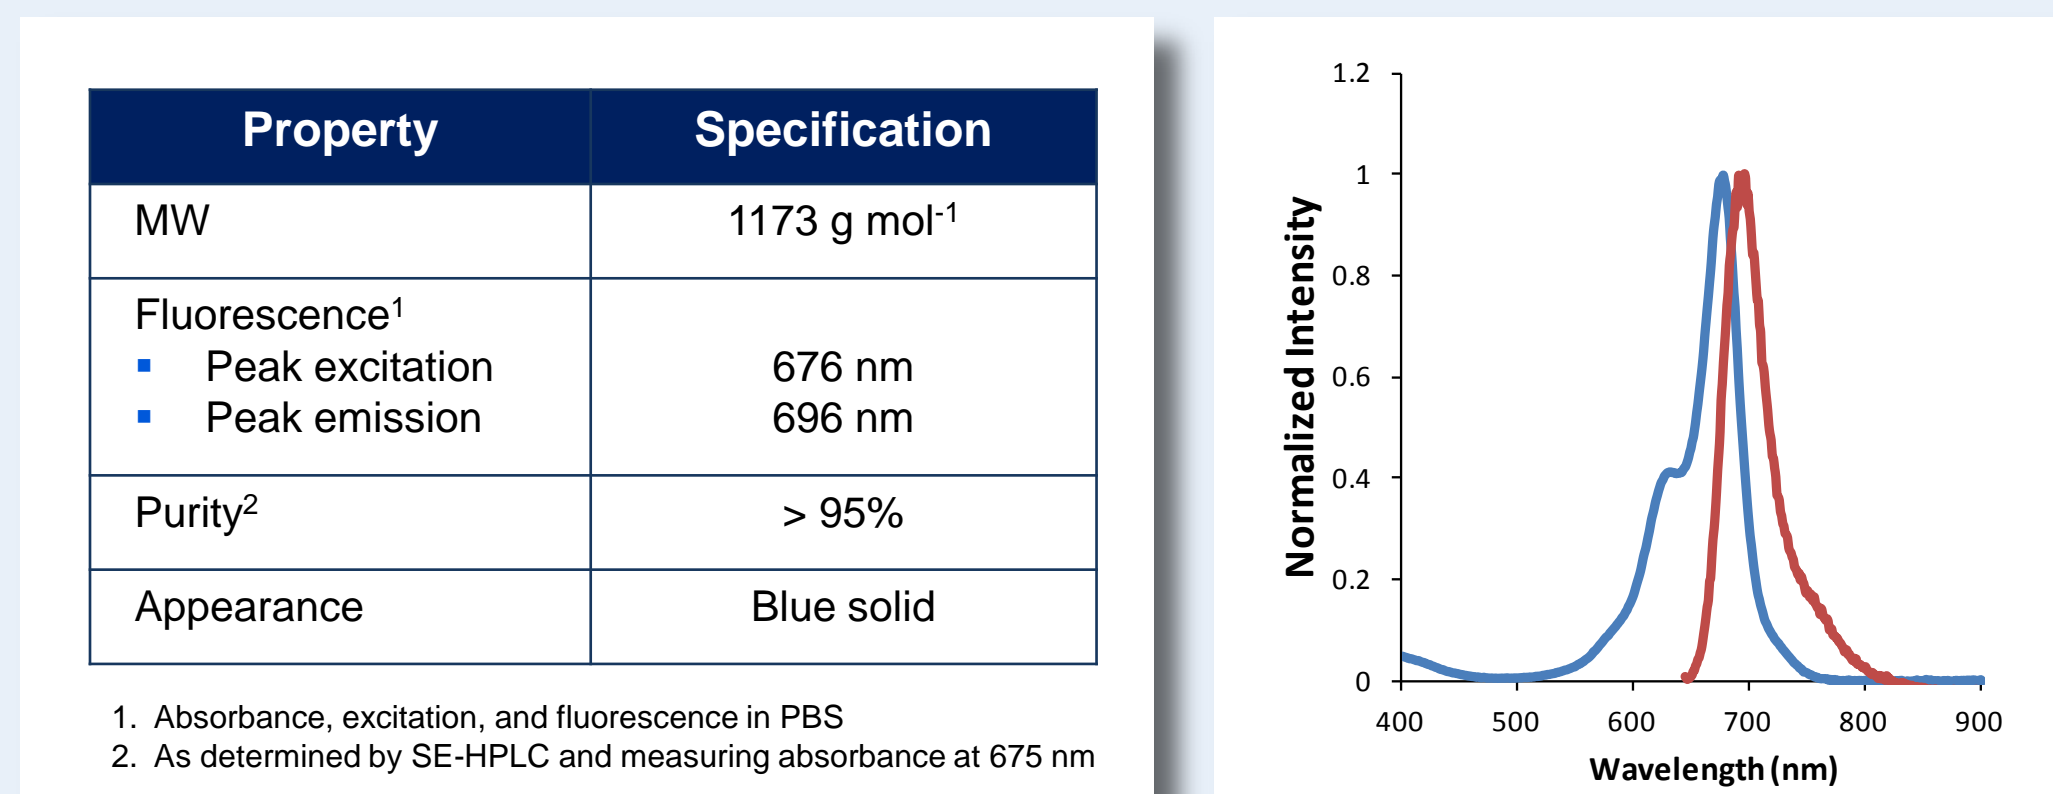 Property Specification
MW 1173 g mol-1
Fluorescence1
▪ Peak excitation 676 nm
▪ Peak emission 696 nm
Purity2 > 95%
Appearance Blue solid
1. Absorbance, excitation, and fluorescence in PBS
2. As determined by SE-HPLC and measuring absorbance at 675 nm
Normalized Intensity
1.2
1
0.8
0.6
0.4
0.2
0
400 500 600 700 800 900
Wavelength (nm)